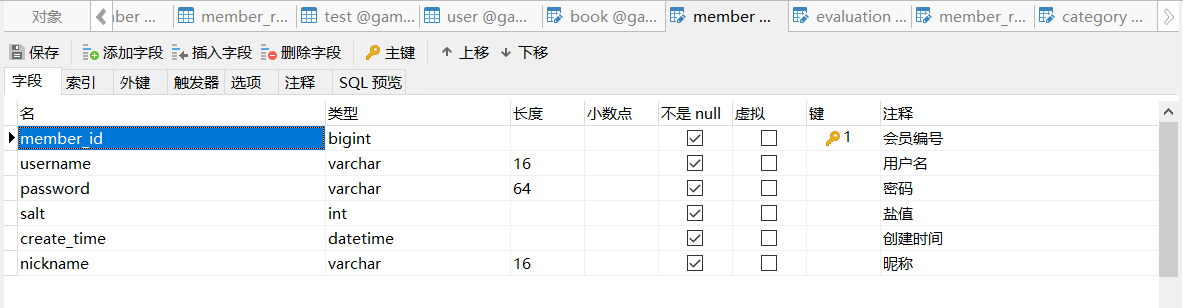 对象 ıber ... member_r... test @gam... user @ga... book @ga... member ... evaluation ... member_r... category ...
保存 添加字段 插入字段 删除字段 主键 上移 下移
字段 索引 外键 触发器 选项 注释 SQL 预览
名 类型 长度 小数点 不是 null 虚拟 键 注释
member_id bigint 1 会员编号
username varchar 16 用户名
password varchar 64 密码
salt int 盐值
create_time datetime 创建时间
nickname varchar 16 昵称